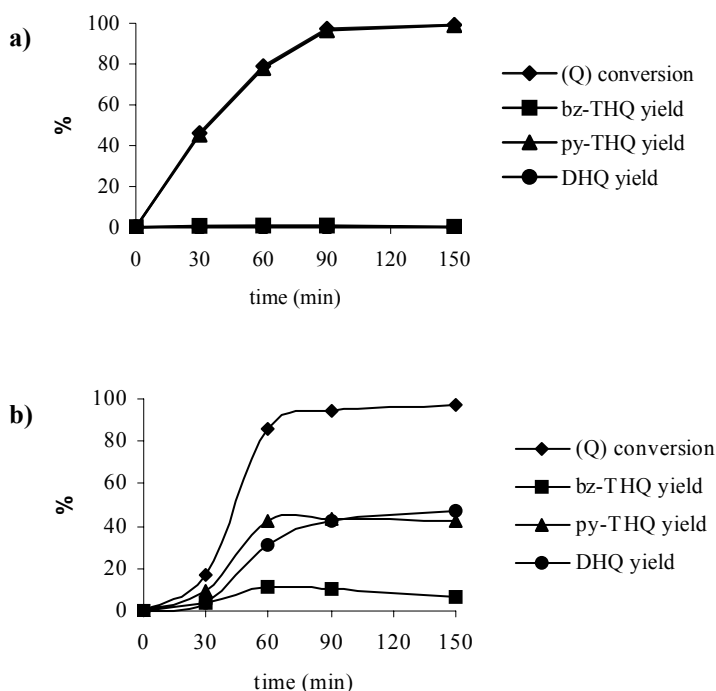 a)
100
80
60
40
20
0
%
0 30 60 90 120 150
time (min)
(Q) conversion
bz-THQ yield
py-THQ yield
DHQ yield
b)
100
80
60
40
20
0
%
0 30 60 90 120 150
time (min)
(Q) conversion
bz-THQ yield
py-THQ yield
DHQ yield